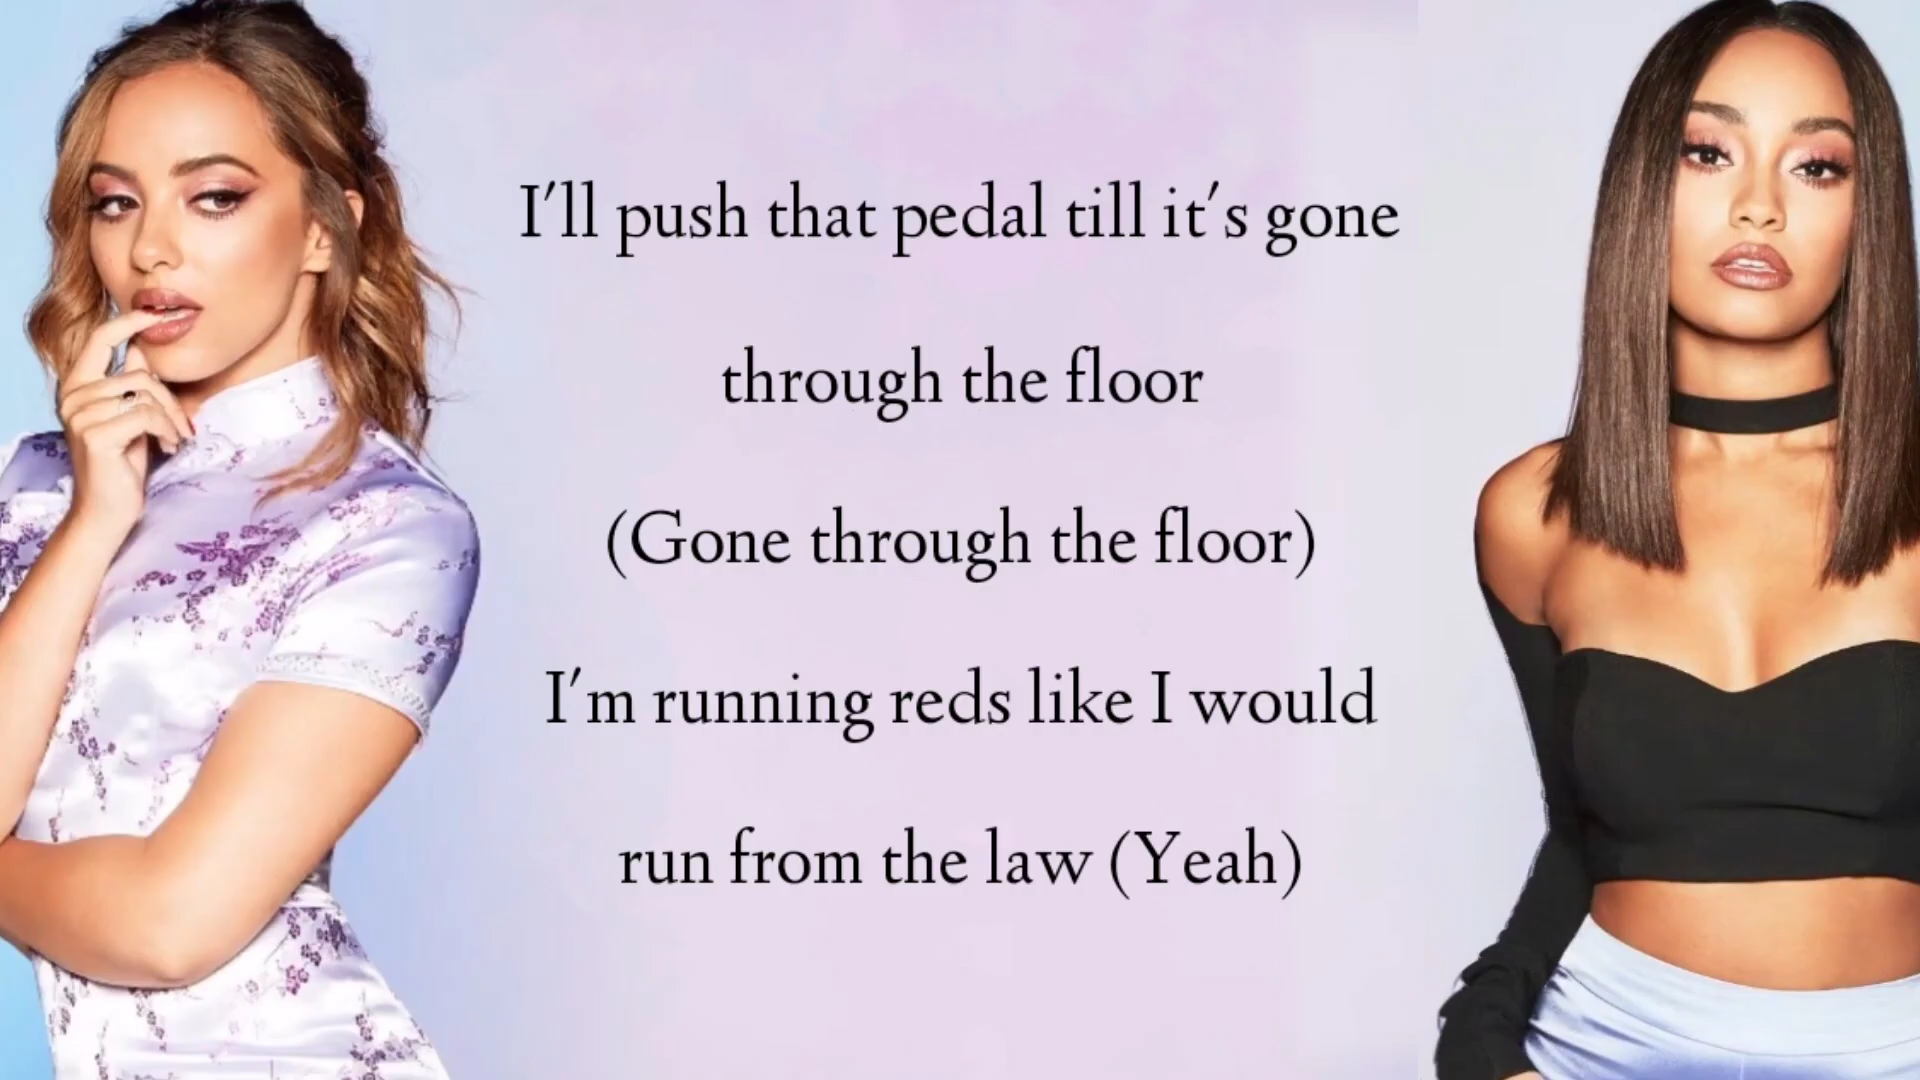 I'll push that pedal till it's gone
through the floor
(Gone through the floor)
I'm running reds like I would
run from the law (Yeah)